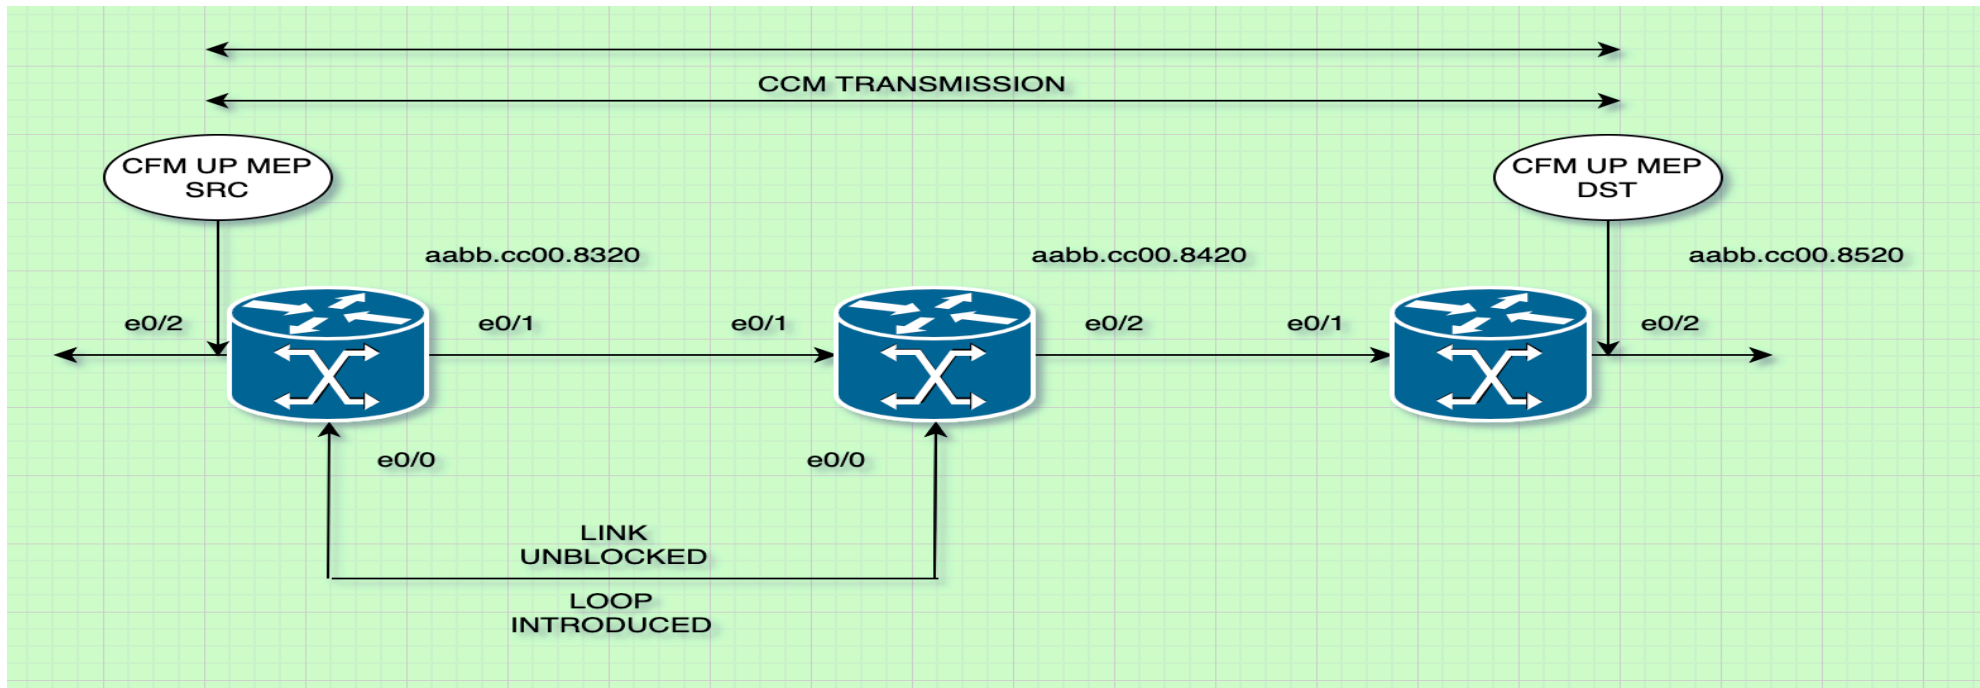 CCM TRANSMISSION
CFM UP MEP
SRC
CFM UP MEP
DST
aabb.cc00.8320
aabb.cc00.8420
aabb.cc00.8520
e0/2
e0/1
e0/1
e0/2
e0/1
e0/2
e0/0
e0/0
LINK
UNBLOCKED
LOOP
INTRODUCED